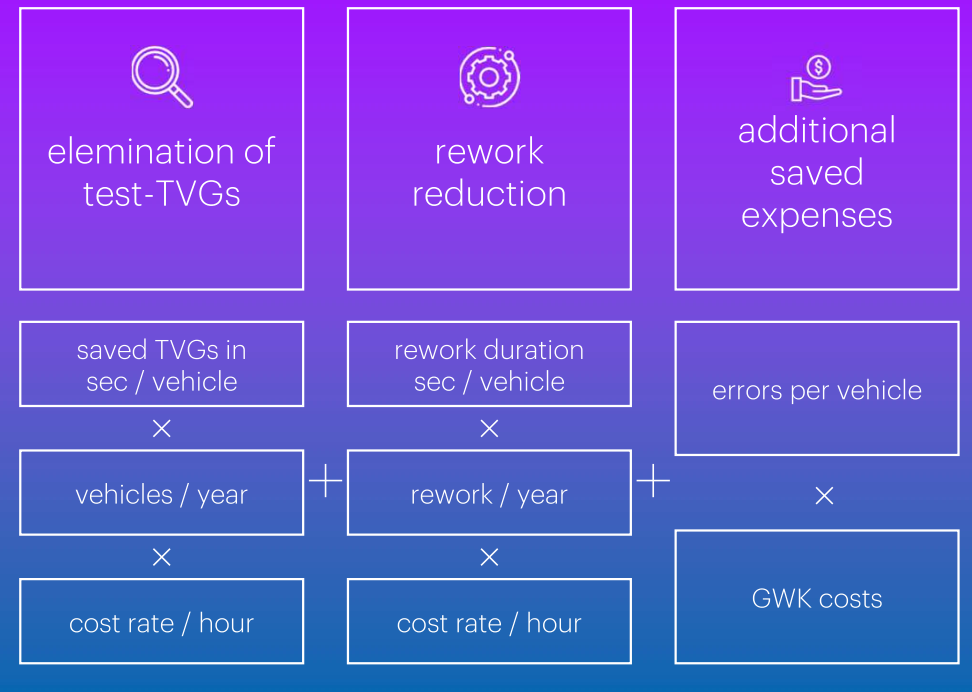 elemination of
test-TVGs
rework
reduction
additional
saved
expenses
saved TVGs in
sec / vehicle
rework duration
sec / vehicle
errors per vehicle
×
×
vehicles / year
+
rework / year
+
×
×
×
GWK costs
cost rate / hour
cost rate / hour